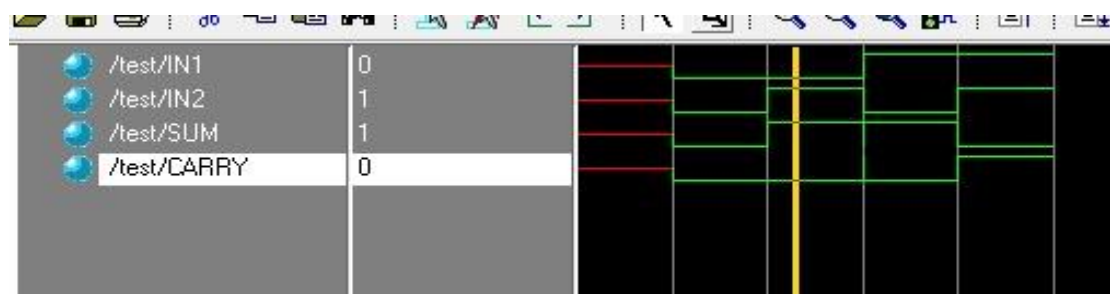 /test/IN1 0
/test/IN2 1
/test/SUM 1
/test/CARRY 0